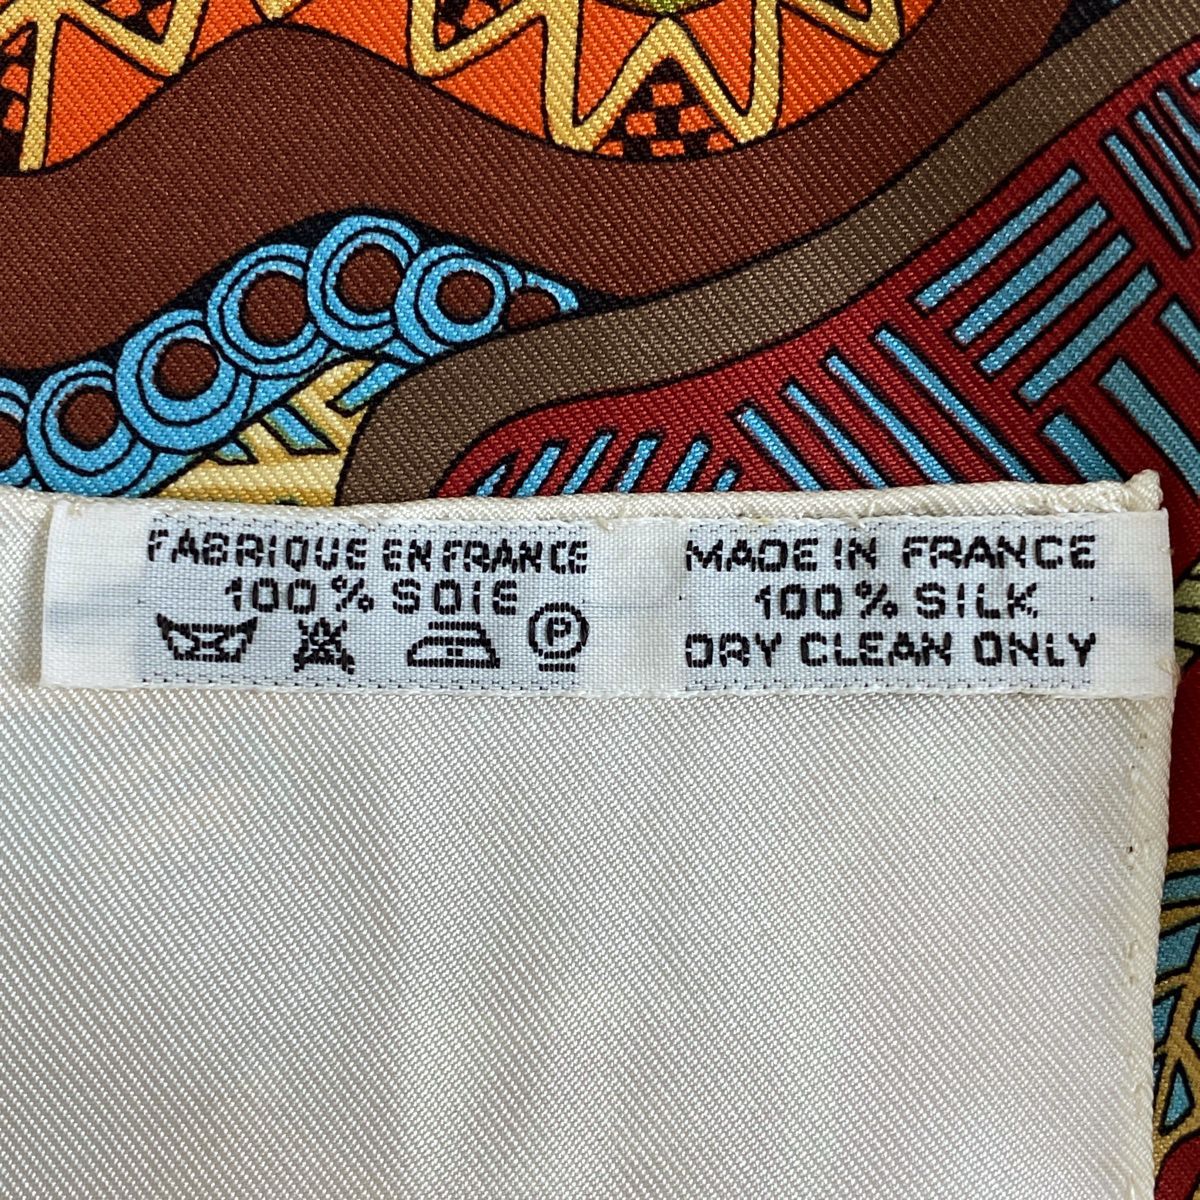 FABRIQUE EN FRANCE
100% SOIE
P
MADE IN FRANCE
100% SILK
DRY CLEAN ONLY